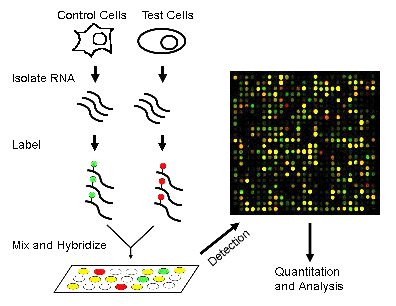 Control Cells
Test Cells
Isolate RNA
Label
Mix and Hybridize
Detection
Quantitation
and Analysis